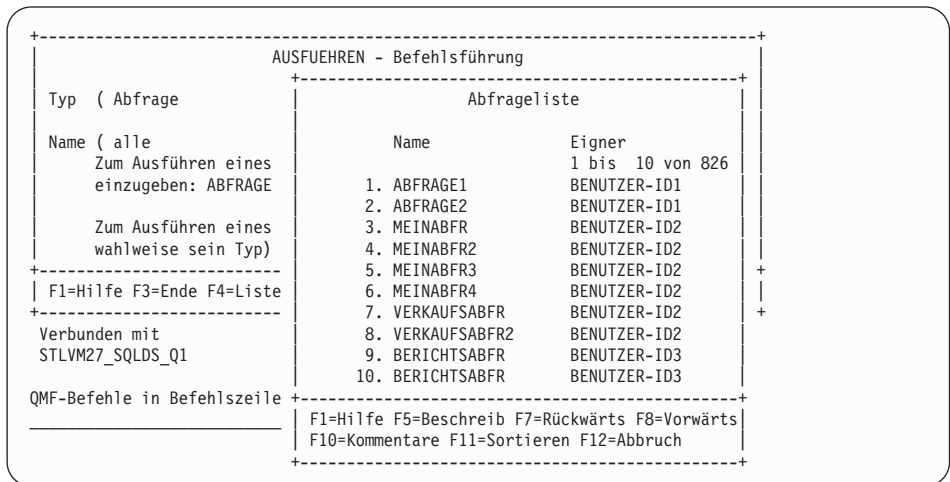 AUSFUEHREN - Befehlsführung
Typ ( Abfrage
Name ( alle
Zum Ausführen eines
einzugeben: ABFRAGE
Zum Ausführen eines
wahlweise sein Typ)
F1=Hilfe F3=Ende F4=Liste
Verbunden mit
STLVM27_SQLDS_Q1
QMF-Befehle in Befehlszeile
Abfrageliste
Name Eigner
1 bis 10 von 826
1. ABFRAGE1 BENUTZER-ID1
2. ABFRAGE2 BENUTZER-ID1
3. MEINABFR BENUTZER-ID2
4. MEINABFR2 BENUTZER-ID2
5. MEINABFR3 BENUTZER-ID2
6. MEINABFR4 BENUTZER-ID2
7. VERKAUFSABFR BENUTZER-ID2
8. VERKAUFSABFR2 BENUTZER-ID2
9. BERICHTSABFR BENUTZER-ID3
10. BERICHTSABFR BENUTZER-ID3
F1=Hilfe F5=Beschreib F7=Rückwärts F8=Vorwärts
F10=Kommentare F11=Sortieren F12=Abbruch